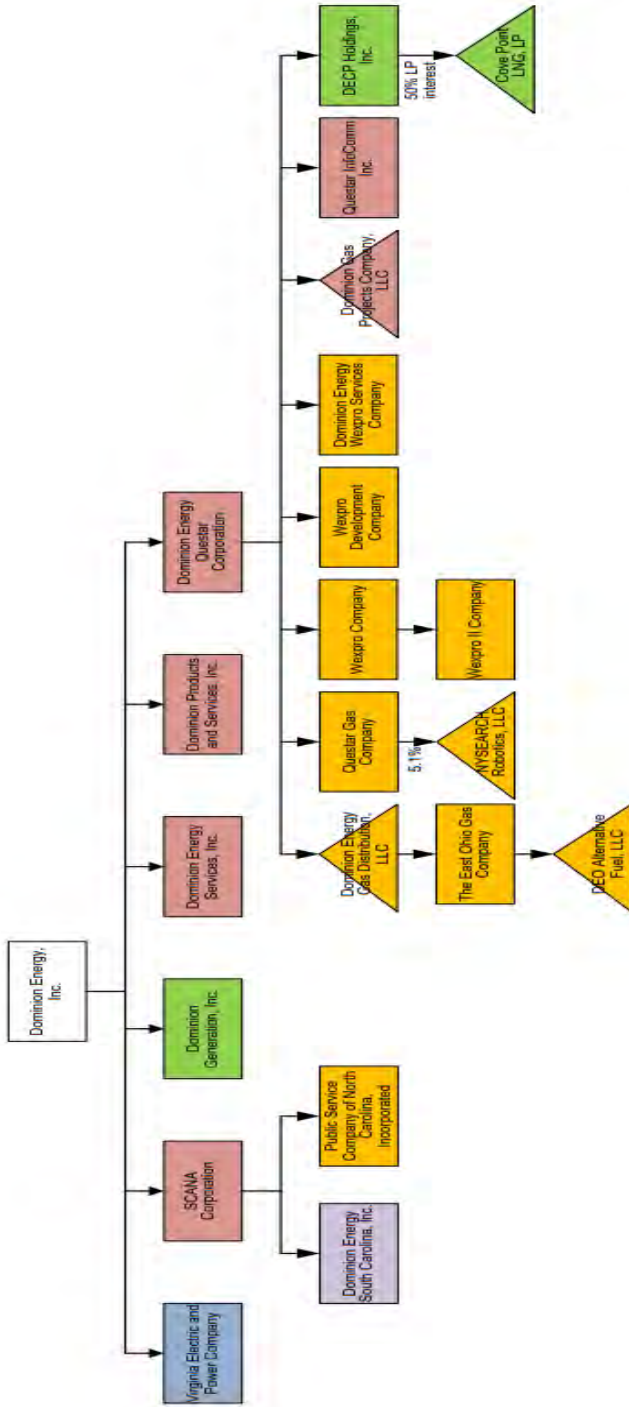 Dominion Energy,
Inc.
Virginia Electric and
Power Company
SCANA
Corporation
Dominion
Generation, Inc.
Dominion Energy
Services, Inc.
Dominion Products
and Services, Inc.
Dominion Energy
Questar
Corporation
Dominion Energy
South Carolina, Inc.
Public Service
Company of North
Carolina,
Incorporated
Dominion Energy
Gas Distribution,
LLC
Questar Gas
Company
Wexpro Company
Wexpro
Development
Company
Dominion Energy
Wexpro Services
Company
Dominion Gas
Projects Company,
LLC
Questar InfoComm
Inc.
DECP Holdings,
Inc.
5.1%
50% LP
interest
The East Ohio Gas
Company
NYSEARCH
Robotics, LLC
Wexpro II Company
Cove Point
LNG, LP
DEO Alternative
Fuel, LLC